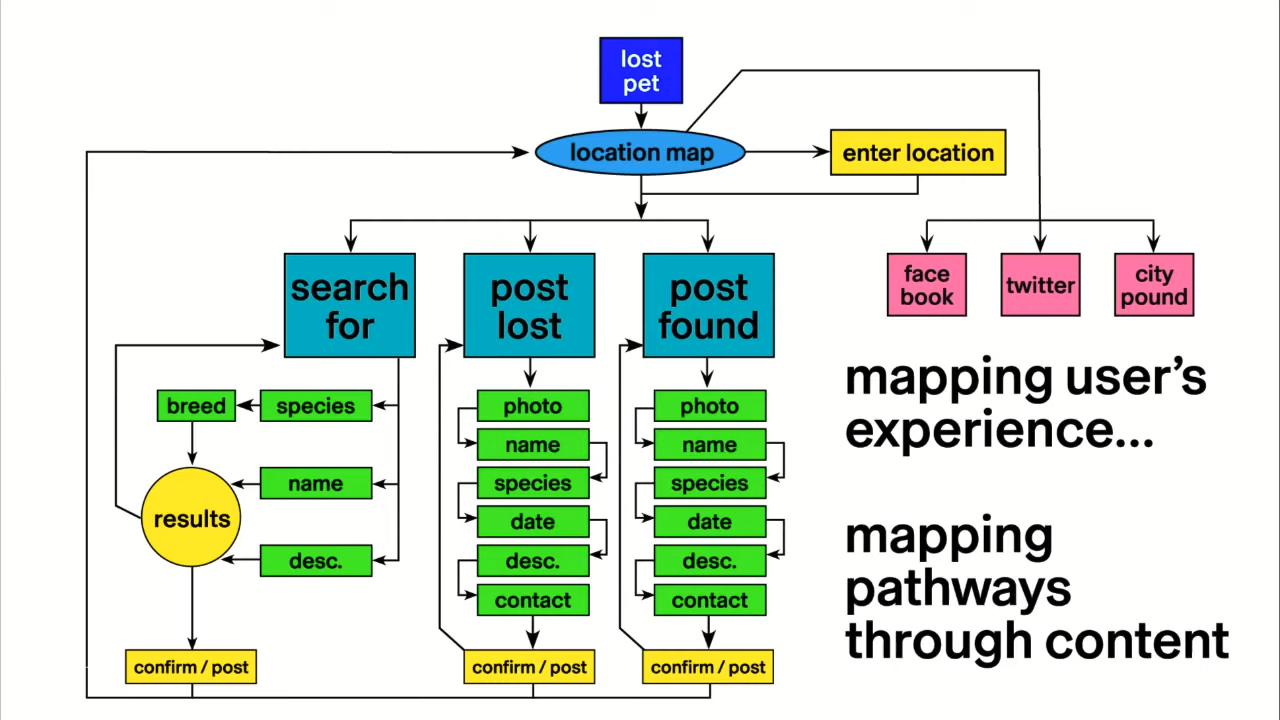 lost
pet
location map
enter location
search
for
post
lost
post
found
face
book
twitter
city
pound
breed
species
name
desc.
results
confirm / post
photo
name
species
date
desc.
contact
confirm / post
photo
name
species
date
desc.
contact
confirm / post
mapping user’s
experience...
mapping
pathways
through content